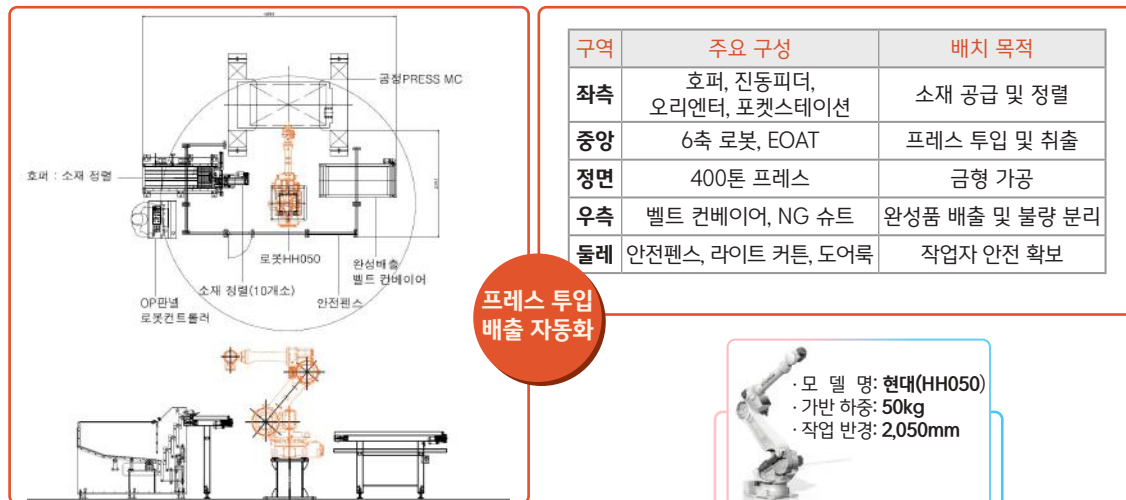 공정PRESS MC
호퍼 : 소재 정렬
로봇HH050
완성배출
벨트 컨베이어
소재 정렬(10개소)
안전펜스
OP판넬
로봇컨트롤러
프레스 투입
배출 자동화
구역 주요 구성 배치 목적
좌측 호퍼, 진동피더, 오리엔터, 포켓스테이션 소재 공급 및 정렬
중앙 6축 로봇, EOAT 프레스 투입 및 취출
정면 400톤 프레스 금형 가공
우측 벨트 컨베이어, NG 슈트 완성품 배출 및 불량 분리
둘레 안전펜스, 라이트 커튼, 도어록 작업자 안전 확보
· 모 델 명: 현대(HH050)
· 가반 하중: 50kg
· 작업 반경: 2,050mm